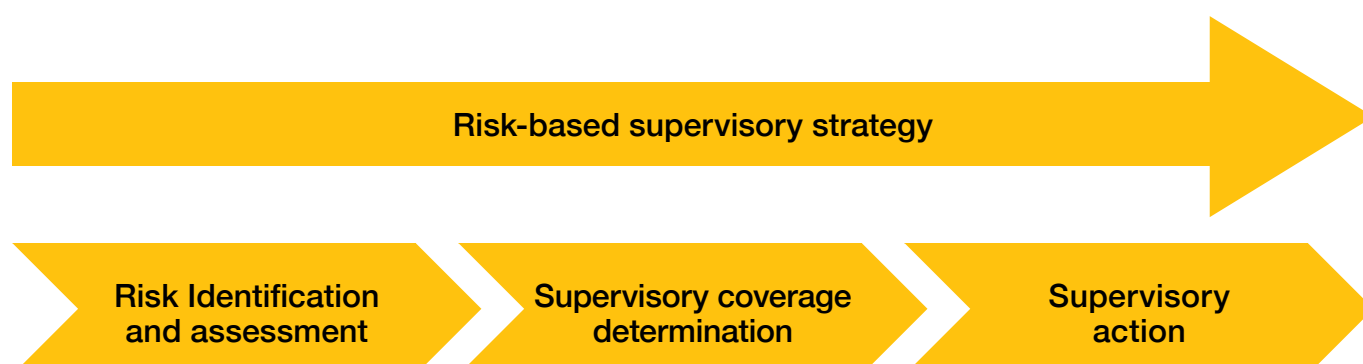 Risk-based supervisory strategy
Risk Identification
and assessment
Supervisory coverage
determination
Supervisory
action